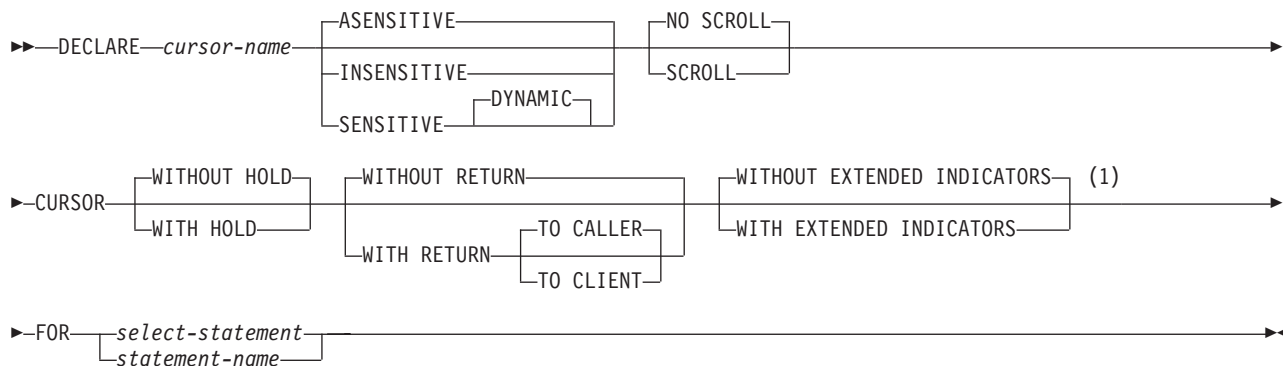 ASENSITIVE NO SCROLL
DECLARE cursor-name
INSENSITIVE SCROLL
DYNAMIC
SENSITIVE
WITHOUT HOLD WITHOUT RETURN WITHOUT EXTENDED INDICATORS (1)
CURSOR
WITH HOLD TO CALLER WITH EXTENDED INDICATORS
WITH RETURN
TO CLIENT
FOR select-statement
statement-name